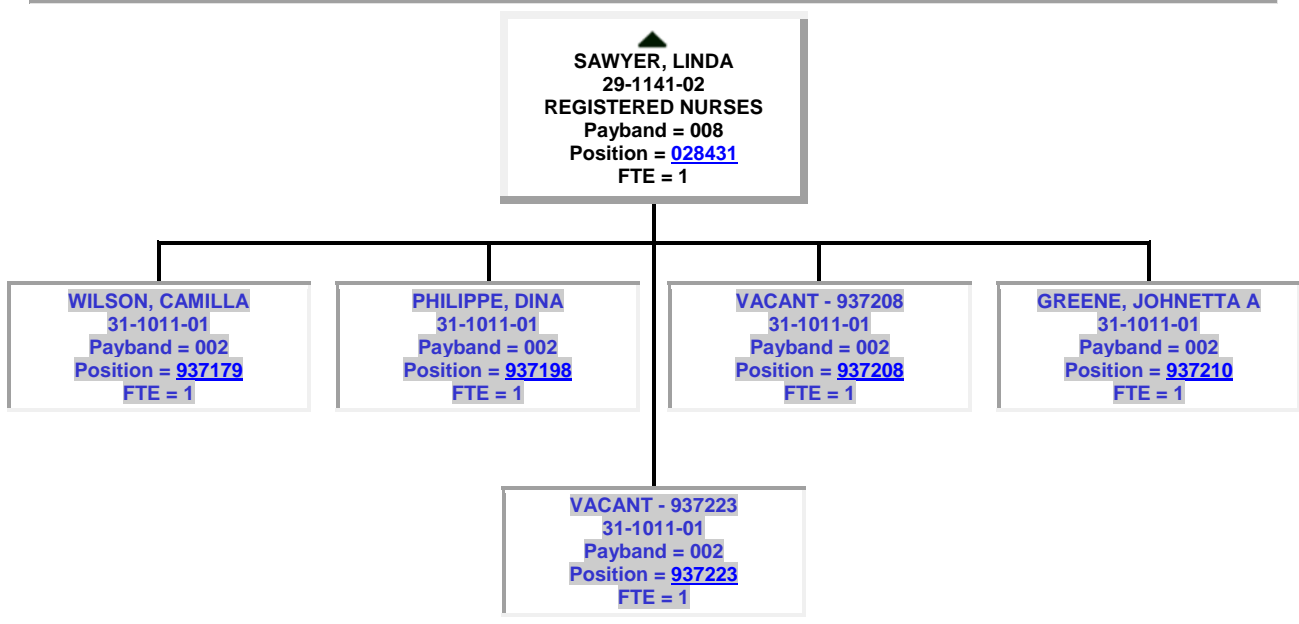 SAWYER, LINDA
29-1141-02
REGISTERED NURSES
Payband = 008
Position = 028431
FTE = 1
WILSON, CAMILLA
31-1011-01
Payband = 002
Position = 937179
FTE = 1
PHILIPPE, DINA
31-1011-01
Payband = 002
Position = 937198
FTE = 1
VACANT - 937208
31-1011-01
Payband = 002
Position = 937208
FTE = 1
GREENE, JOHNETTA A
31-1011-01
Payband = 002
Position = 937210
FTE = 1
VACANT - 937223
31-1011-01
Payband = 002
Position = 937223
FTE = 1